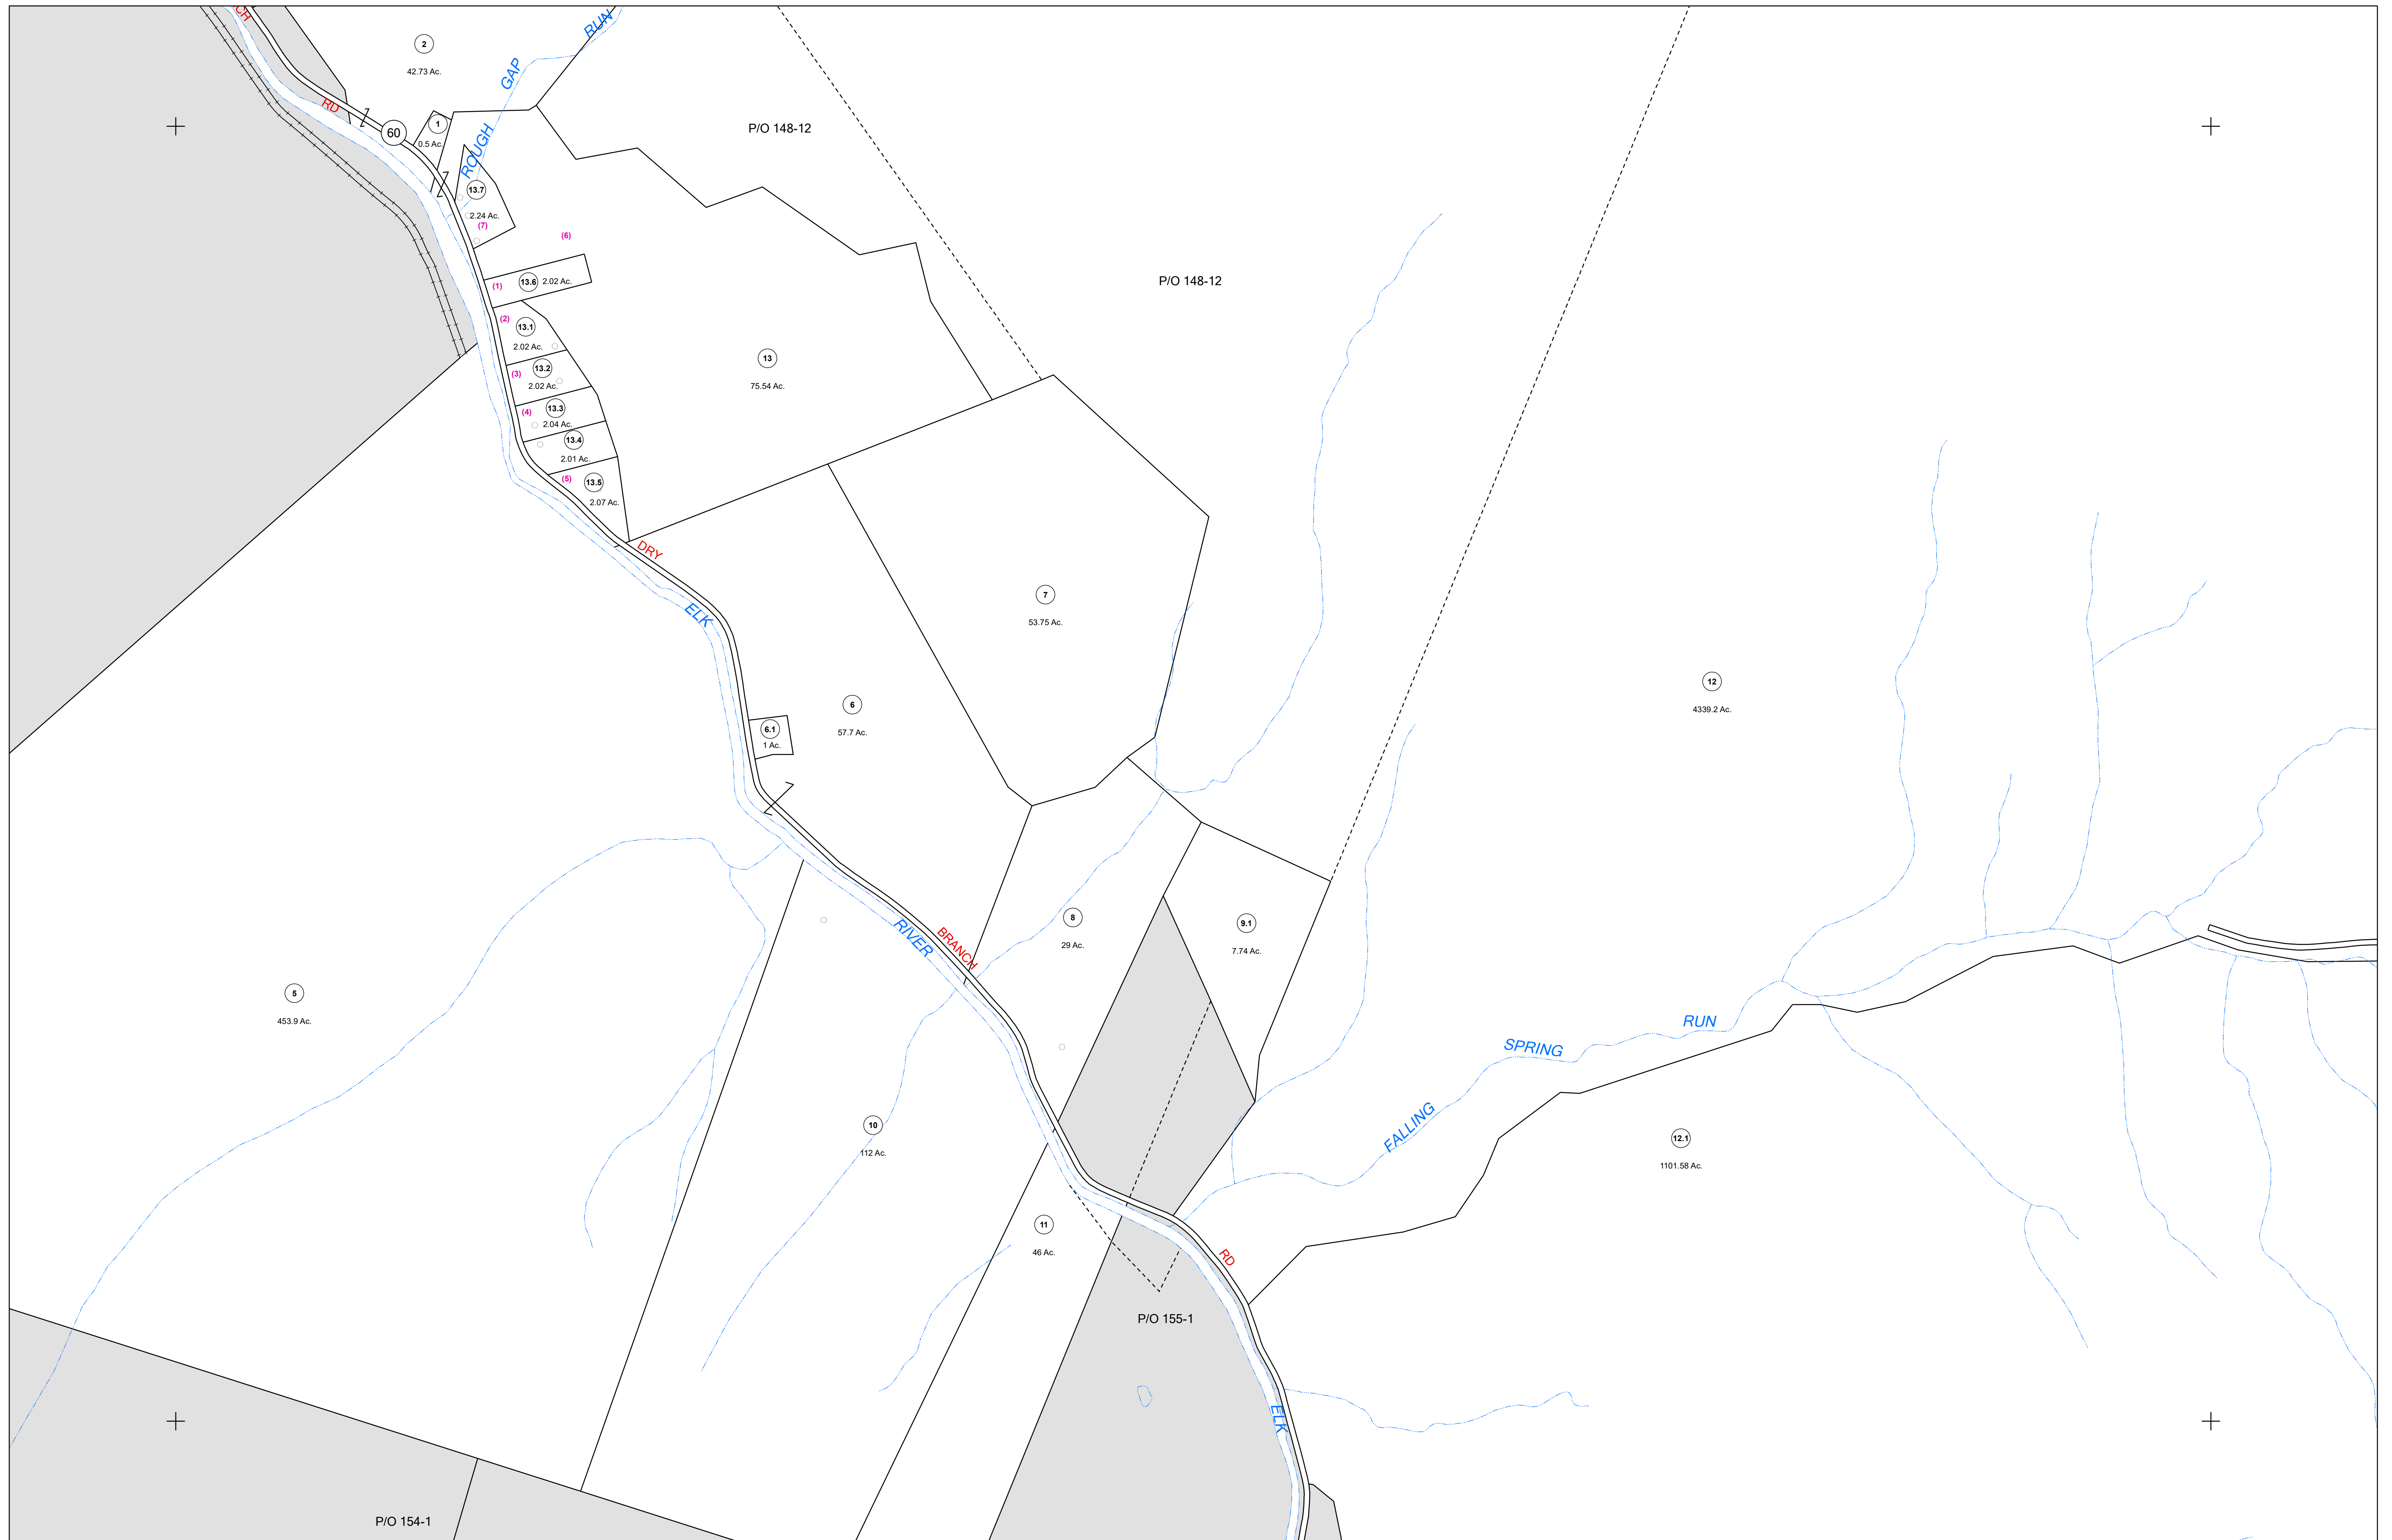 CH
RD
60
2
42.73 Ac.
1
0.5 Ac.
ROUGH
GAP
RUN
13.7
2.24 Ac.
(7)
(6)
P/O 148-12
P/O 148-12
(1)
13.6
2.02 Ac.
(2)
13.1
2.02 Ac.
(3)
13.2
2.02 Ac.
(4)
13.3
2.04 Ac.
13.4
2.01 Ac.
(5)
13.5
2.07 Ac.
13
75.54 Ac.
DRY
ELK
7
53.75 Ac.
6
57.7 Ac.
6.1
1 Ac.
12
4339.2 Ac.
RIVER
BRANCH
8
29 Ac.
9.1
7.74 Ac.
5
453.9 Ac.
10
112 Ac.
FALLING
SPRING
RUN
12.1
1101.58 Ac.
11
46 Ac.
RD
P/O 155-1
ELK
P/O 154-1